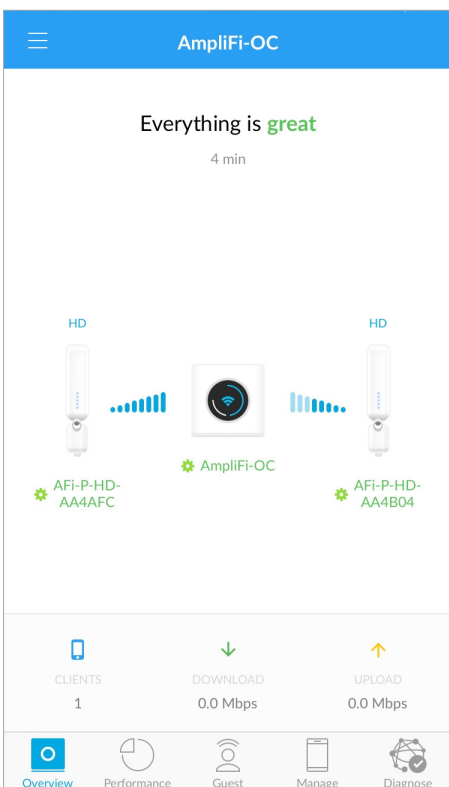 AmpliFi-OC
Everything is great
4 min
HD
HD
AmpliFi-OC
AFi-P-HD-
AA4AFC
AFi-P-HD-
AA4B04
CLIENTS
DOWNLOAD
UPLOAD
1
0.0 Mbps
0.0 Mbps
Overview
Performance
Guest
Manage
Diagnose